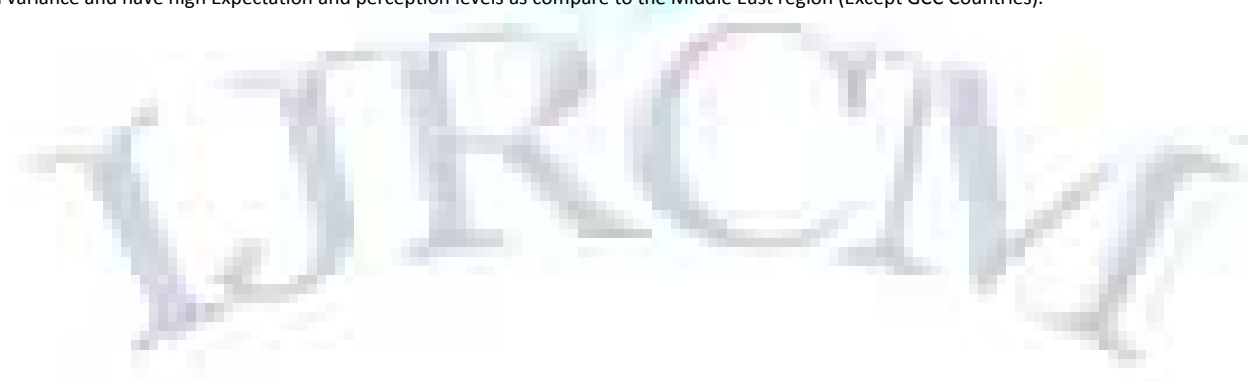 variance and have high Expectation and perception levels as compare to the Middle East region (Except GCC Countries).
IJRCM